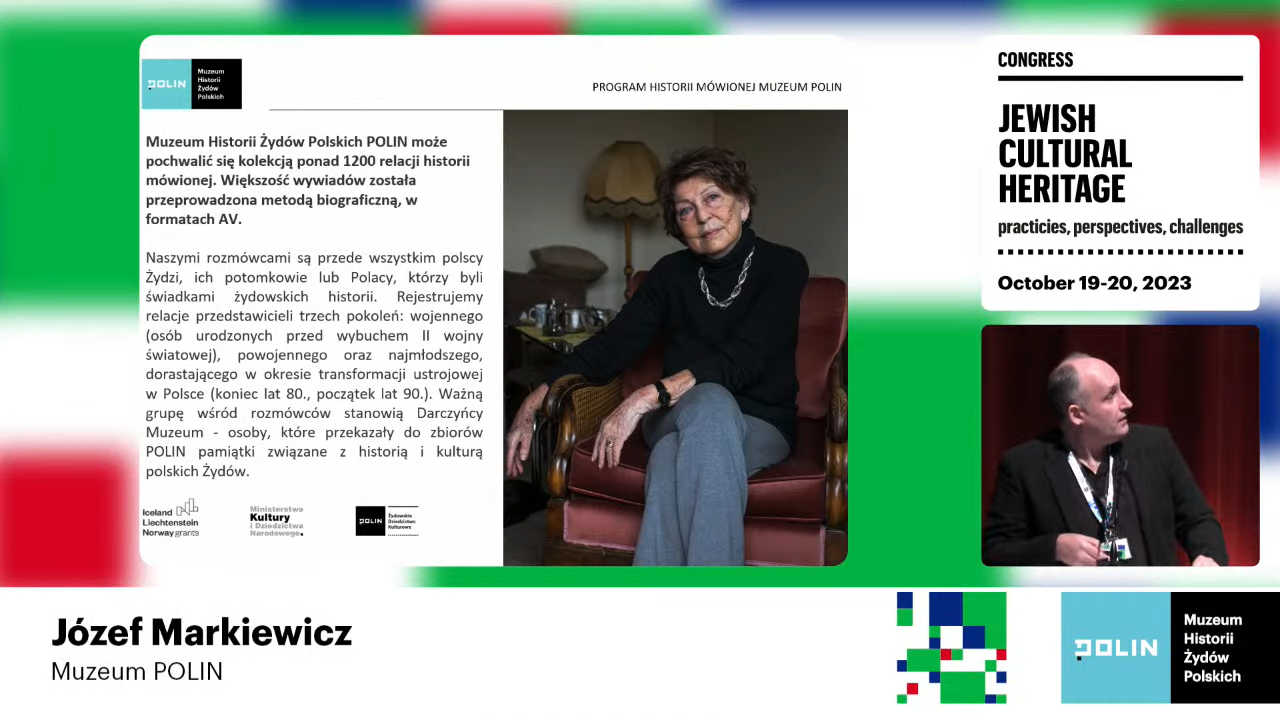 POLIN
Muzeum
Historii
Żydów
Polskich
PROGRAM HISTORII MÓWIONEJ MUZEUM POLIN
Muzeum Historii Żydów Polskich POLIN może
pochwalić się kolekcją ponad 1200 relacji historii
mówionej. Większość wywiadów została
przeprowadzona metodą biograficzną, w
formatach AV.
Naszymi rozmówcami są przede wszystkim polscy
Żydzi, ich potomkowie lub Polacy, którzy byli
świadkami żydowskich historii. Rejestrujemy
relacje przedstawicieli trzech pokoleń: wojennego
(osób urodzonych przed wybuchem II wojny
światowej), powojennego oraz najmłodszego,
dorastającego w okresie transformacji ustrojowej
w Polsce (koniec lat 80., początek lat 90.). Ważną
grupę wśród rozmówców stanowią Darczyńcy
Muzeum - osoby, które przekazały do zbiorów
POLIN pamiątki związane z historią i kulturą
polskich Żydów.
Iceland
Liechtenstein
Norway grants
Ministerstwo
Kultury
i Dziedzictwa
Narodowego.
POLIN
Żydowskie
Dziedzictwo
Kulturowe
CONGRESS
JEWISH
CULTURAL
HERITAGE
practicies, perspectives, challenges
October 19-20, 2023
Józef Markiewicz
Muzeum POLIN
POLIN
Muzeum
Historii
Żydów
Polskich